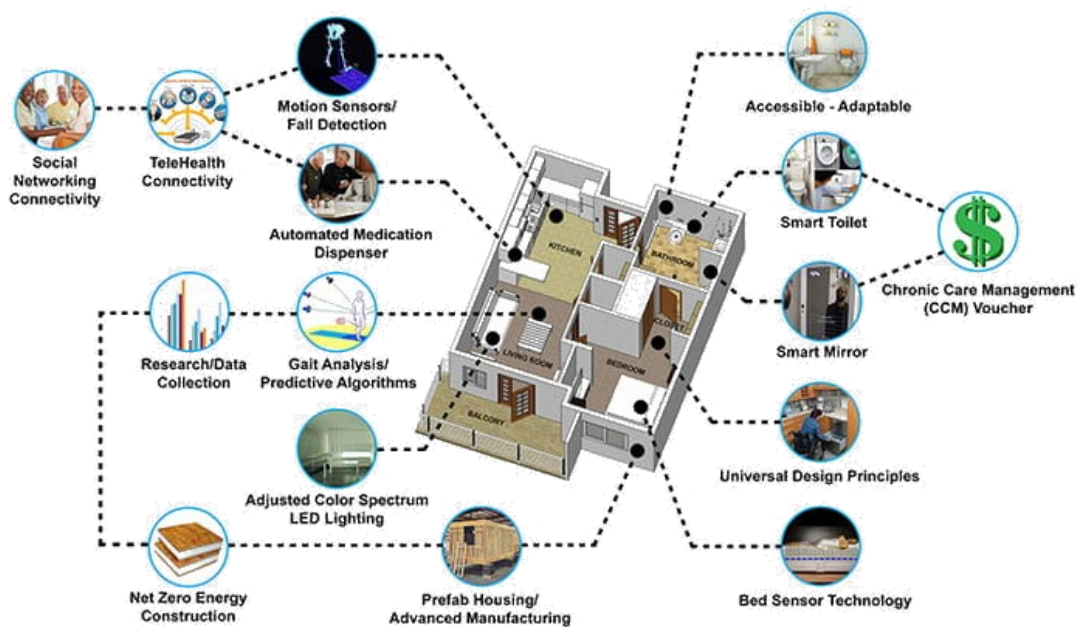 Social
Networking
Connectivity
TeleHealth
Connectivity
Motion Sensors/
Fall Detection
Automated Medication
Dispenser
Research/Data
Collection
Gait Analysis/
Predictive Algorithms
Adjusted Color Spectrum
LED Lighting
Net Zero Energy
Construction
Prefab Housing/
Advanced Manufacturing
KITCHEN
BATHROOM
CLOSET
LIVING ROOM
BEDROOM
BALCONY
Accessible - Adaptable
Smart Toilet
$
Chronic Care Management
(CCM) Voucher
Smart Mirror
Universal Design Principles
Bed Sensor Technology